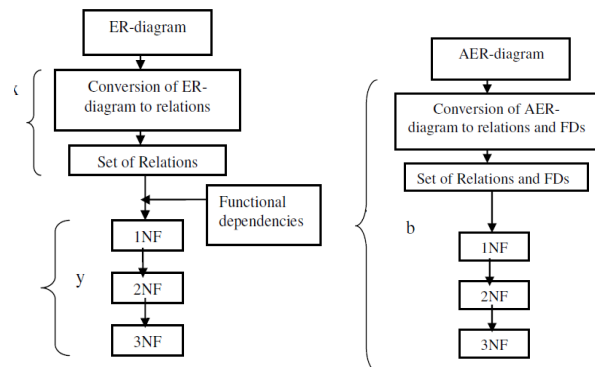 ER-diagram
Conversion of ER-
diagram to relations
Set of Relations
Functional
dependencies
1NF
y
2NF
3NF
AER-diagram
Conversion of AER-
diagram to relations and FDs
Set of Relations and FDs
b
1NF
2NF
3NF